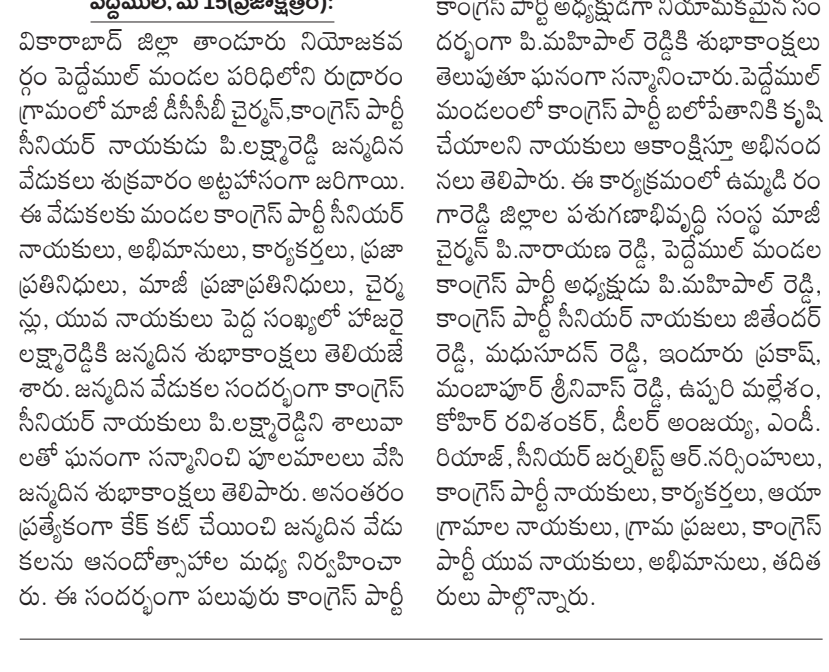 పెద్దేముల్, మే 15(ప్రజాక్షేత్రం):
వికారాబాద్ జిల్లా తాండూరు నియోజకవ
ర్గం పెద్దేముల్ మండల పరిధిలోని రుద్రారం
గ్రామంలో మాజీ డీసీసీబీ చైర్మన్,కాంగ్రెస్ పార్టీ
సీనియర్ నాయకుడు పి.లక్ష్మారెడ్డి జన్మదిన
వేడుకలు శుక్రవారం అట్టహాసంగా జరిగాయి.
ఈ వేడుకలకు మండల కాంగ్రెస్ పార్టీ సీనియర్
నాయకులు, అభిమానులు, కార్యకర్తలు, ప్రజా
ప్రతినిధులు, మాజీ ప్రజాప్రతినిధులు, చైర్మ
న్లు, యువ నాయకులు పెద్ద సంఖ్యలో హాజరై
లక్ష్మారెడ్డికి జన్మదిన శుభాకాంక్షలు తెలియజే
శారు. జన్మదిన వేడుకల సందర్భంగా కాంగ్రెస్
సీనియర్ నాయకులు పి.లక్ష్మారెడ్డిని శాలువా
లతో ఘనంగా సన్మానించి పూలమాలలు వేసి
జన్మదిన శుభాకాంక్షలు తెలిపారు. అనంతరం
ప్రత్యేకంగా కేక్ కట్ చేయించి జన్మదిన వేడు
కలను ఆనందోత్సాహాల మధ్య నిర్వహించా
రు. ఈ సందర్భంగా పలువురు కాంగ్రెస్ పార్టీ
కాంగ్రెస్ పార్టీ అధ్యక్షుడిగా నియామకమైన సం
దర్భంగా పి.మహిపాల్ రెడ్డికి శుభాకాంక్షలు
తెలుపుతూ ఘనంగా సన్మానించారు.పెద్దేముల్
మండలంలో కాంగ్రెస్ పార్టీ బలోపేతానికి కృషి
చేయాలని నాయకులు ఆకాంక్షిస్తూ అభినంద
నలు తెలిపారు. ఈ కార్యక్రమంలో ఉమ్మడి రం
గారెడ్డి జిల్లాల పశుగణాభివృద్ధి సంస్థ మాజీ
చైర్మన్ పి.నారాయణ రెడ్డి, పెద్దేముల్ మండల
కాంగ్రెస్ పార్టీ అధ్యక్షుడు పి.మహిపాల్ రెడ్డి,
కాంగ్రెస్ పార్టీ సీనియర్ నాయకులు జితేందర్
రెడ్డి, మధుసూదన్ రెడ్డి, ఇందూరు ప్రకాష్,
మంబాపూర్ శ్రీనివాస్ రెడ్డి, ఉప్పరి మల్లేశం,
కోహిర్ రవిశంకర్, డీలర్ అంజయ్య, ఎండీ.
రియాజ్, సీనియర్ జర్నలిస్ట్ ఆర్.నర్సింహులు,
కాంగ్రెస్ పార్టీ నాయకులు, కార్యకర్తలు, ఆయా
గ్రామాల నాయకులు, గ్రామ ప్రజలు, కాంగ్రెస్
పార్టీ యువ నాయకులు, అభిమానులు, తదిత
రులు పాల్గొన్నారు.